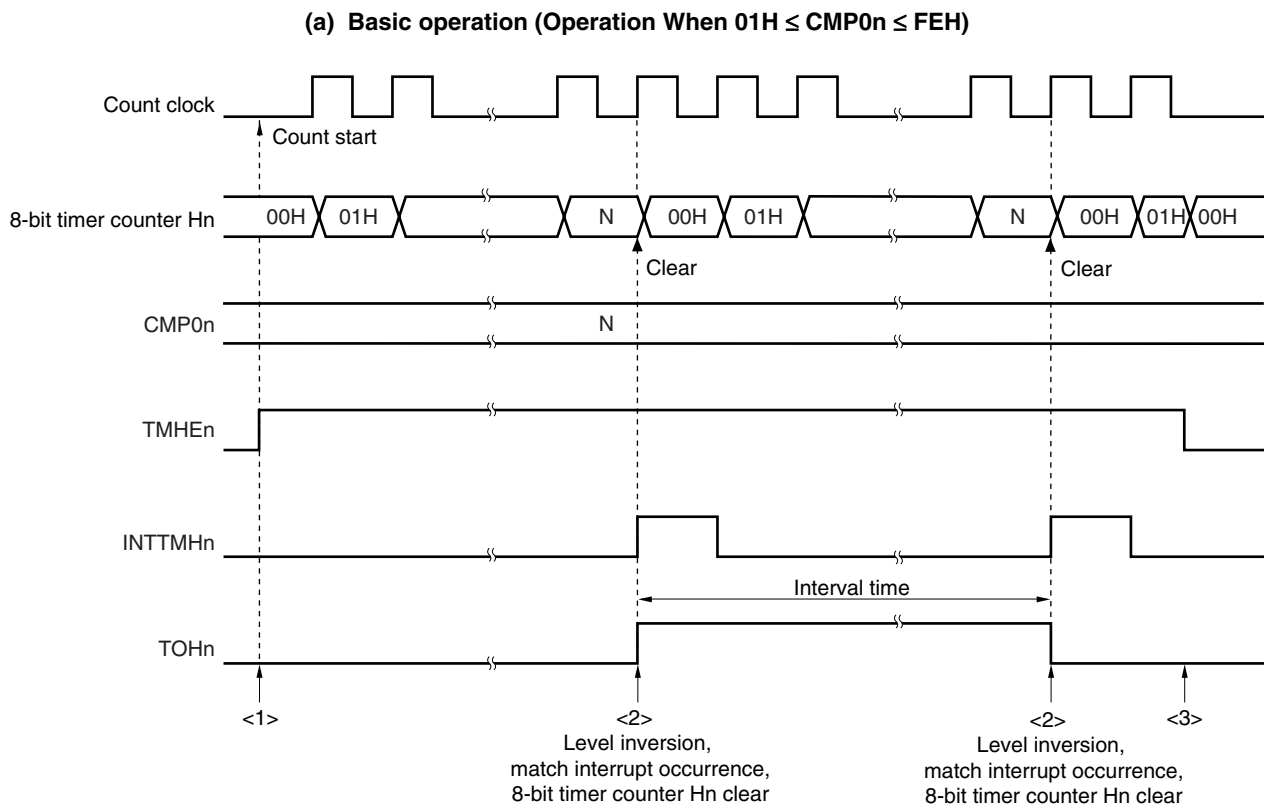 (a) Basic operation (Operation When 01H ≤ CMP0n ≤ FEH)
Count clock
Count start
8-bit timer counter Hn
00H 01H N 00H 01H N 00H 01H 00H
Clear Clear
CMP0n
N
TMHEn
INTTMHn
Interval time
TOHn
<1> <2> <2> <3>
Level inversion,
match interrupt occurrence,
8-bit timer counter Hn clear
Level inversion,
match interrupt occurrence,
8-bit timer counter Hn clear